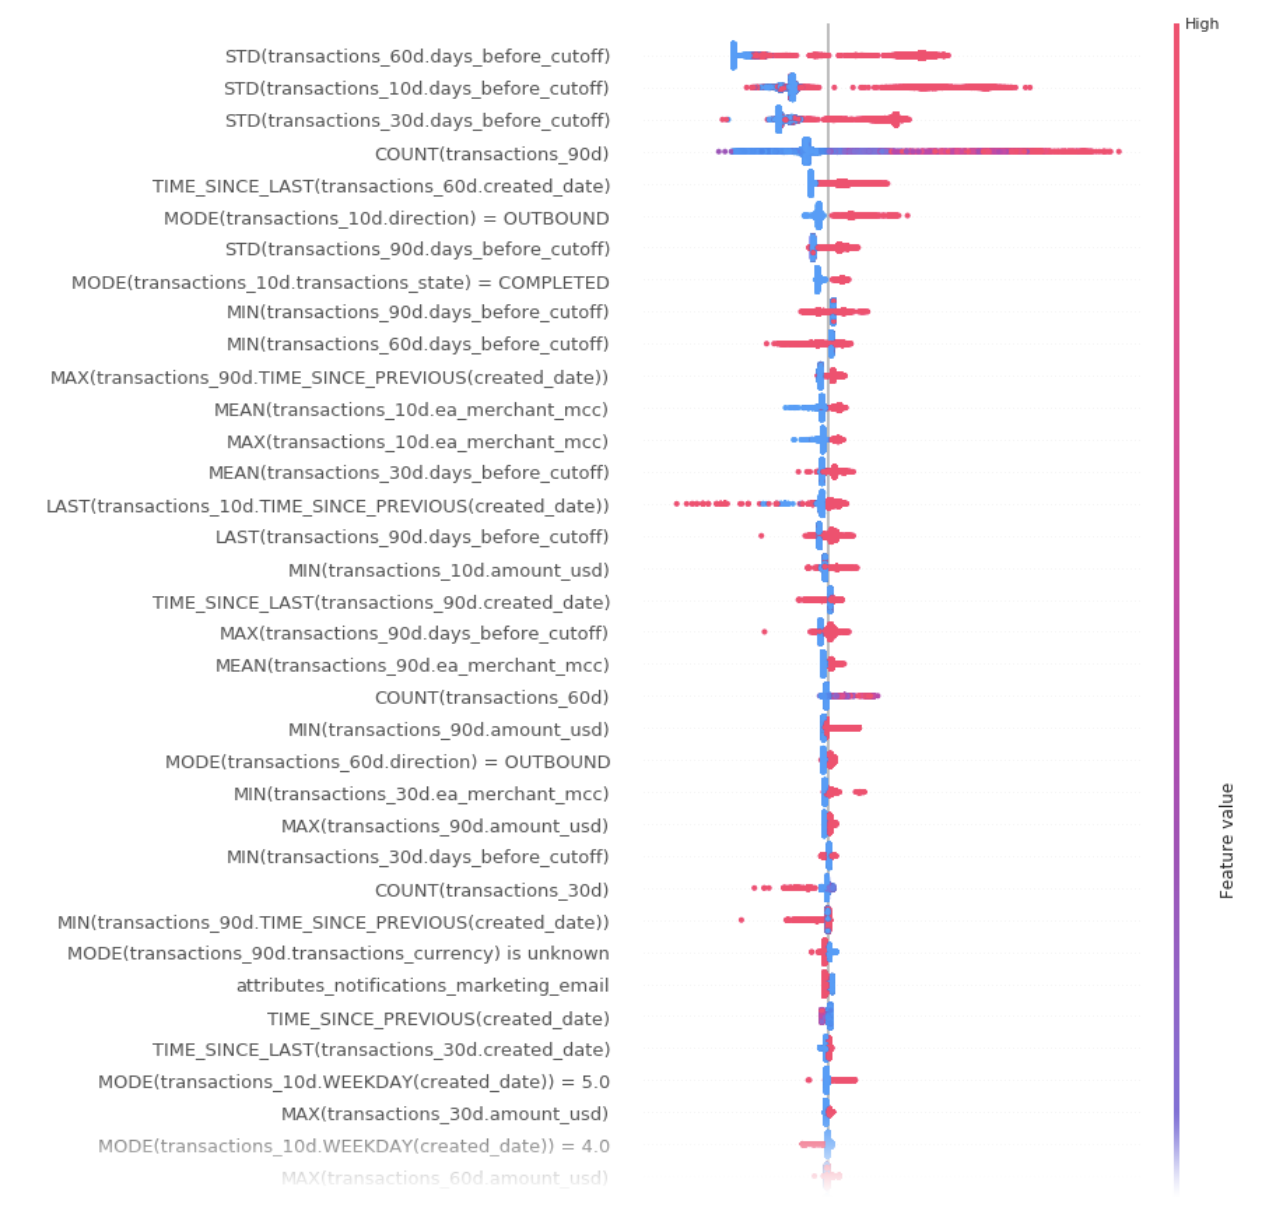 High
STD(transactions_60d.days_before_cutoff)
STD(transactions_10d.days_before_cutoff)
STD(transactions_30d.days_before_cutoff)
COUNT(transactions_90d)
TIME_SINCE_LAST(transactions_60d.created_date)
MODE(transactions_10d.direction) = OUTBOUND
STD(transactions_90d.days_before_cutoff)
MODE(transactions_10d.transactions_state) = COMPLETED
MIN(transactions_90d.days_before_cutoff)
MIN(transactions_60d.days_before_cutoff)
MAX(transactions_90d.TIME_SINCE_PREVIOUS(created_date))
MEAN(transactions_10d.ea_merchant_mcc)
MAX(transactions_10d.ea_merchant_mcc)
MEAN(transactions_30d.days_before_cutoff)
LAST(transactions_10d.TIME_SINCE_PREVIOUS(created_date))
LAST(transactions_90d.days_before_cutoff)
MIN(transactions_10d.amount_usd)
TIME_SINCE_LAST(transactions_90d.created_date)
MAX(transactions_90d.days_before_cutoff)
MEAN(transactions_90d.ea_merchant_mcc)
COUNT(transactions_60d)
MIN(transactions_90d.amount_usd)
MODE(transactions_60d.direction) = OUTBOUND
MIN(transactions_30d.ea_merchant_mcc)
MAX(transactions_90d.amount_usd)
MIN(transactions_30d.days_before_cutoff)
COUNT(transactions_30d)
MIN(transactions_90d.TIME_SINCE_PREVIOUS(created_date))
MODE(transactions_90d.transactions_currency) is unknown
attributes_notifications_marketing_email
TIME_SINCE_PREVIOUS(created_date)
TIME_SINCE_LAST(transactions_30d.created_date)
MODE(transactions_10d.WEEKDAY(created_date)) = 5.0
MAX(transactions_30d.amount_usd)
MODE(transactions_10d.WEEKDAY(created_date)) = 4.0
MAX(transactions_60d.amount_usd)
Feature value